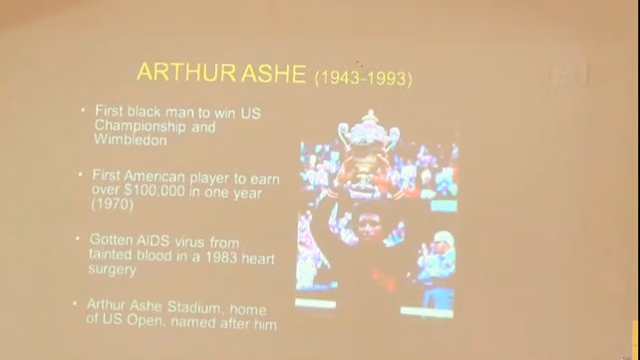 ARTHUR ASHE (1943-1993)
• First black man to win US
Championship and
Wimbledon
• First American player to earn
over $100,000 in one year
(1970)
• Gotten AIDS virus from
tainted blood in a 1983 heart
surgery
• Arthur Ashe Stadium, home
of US Open, named after him